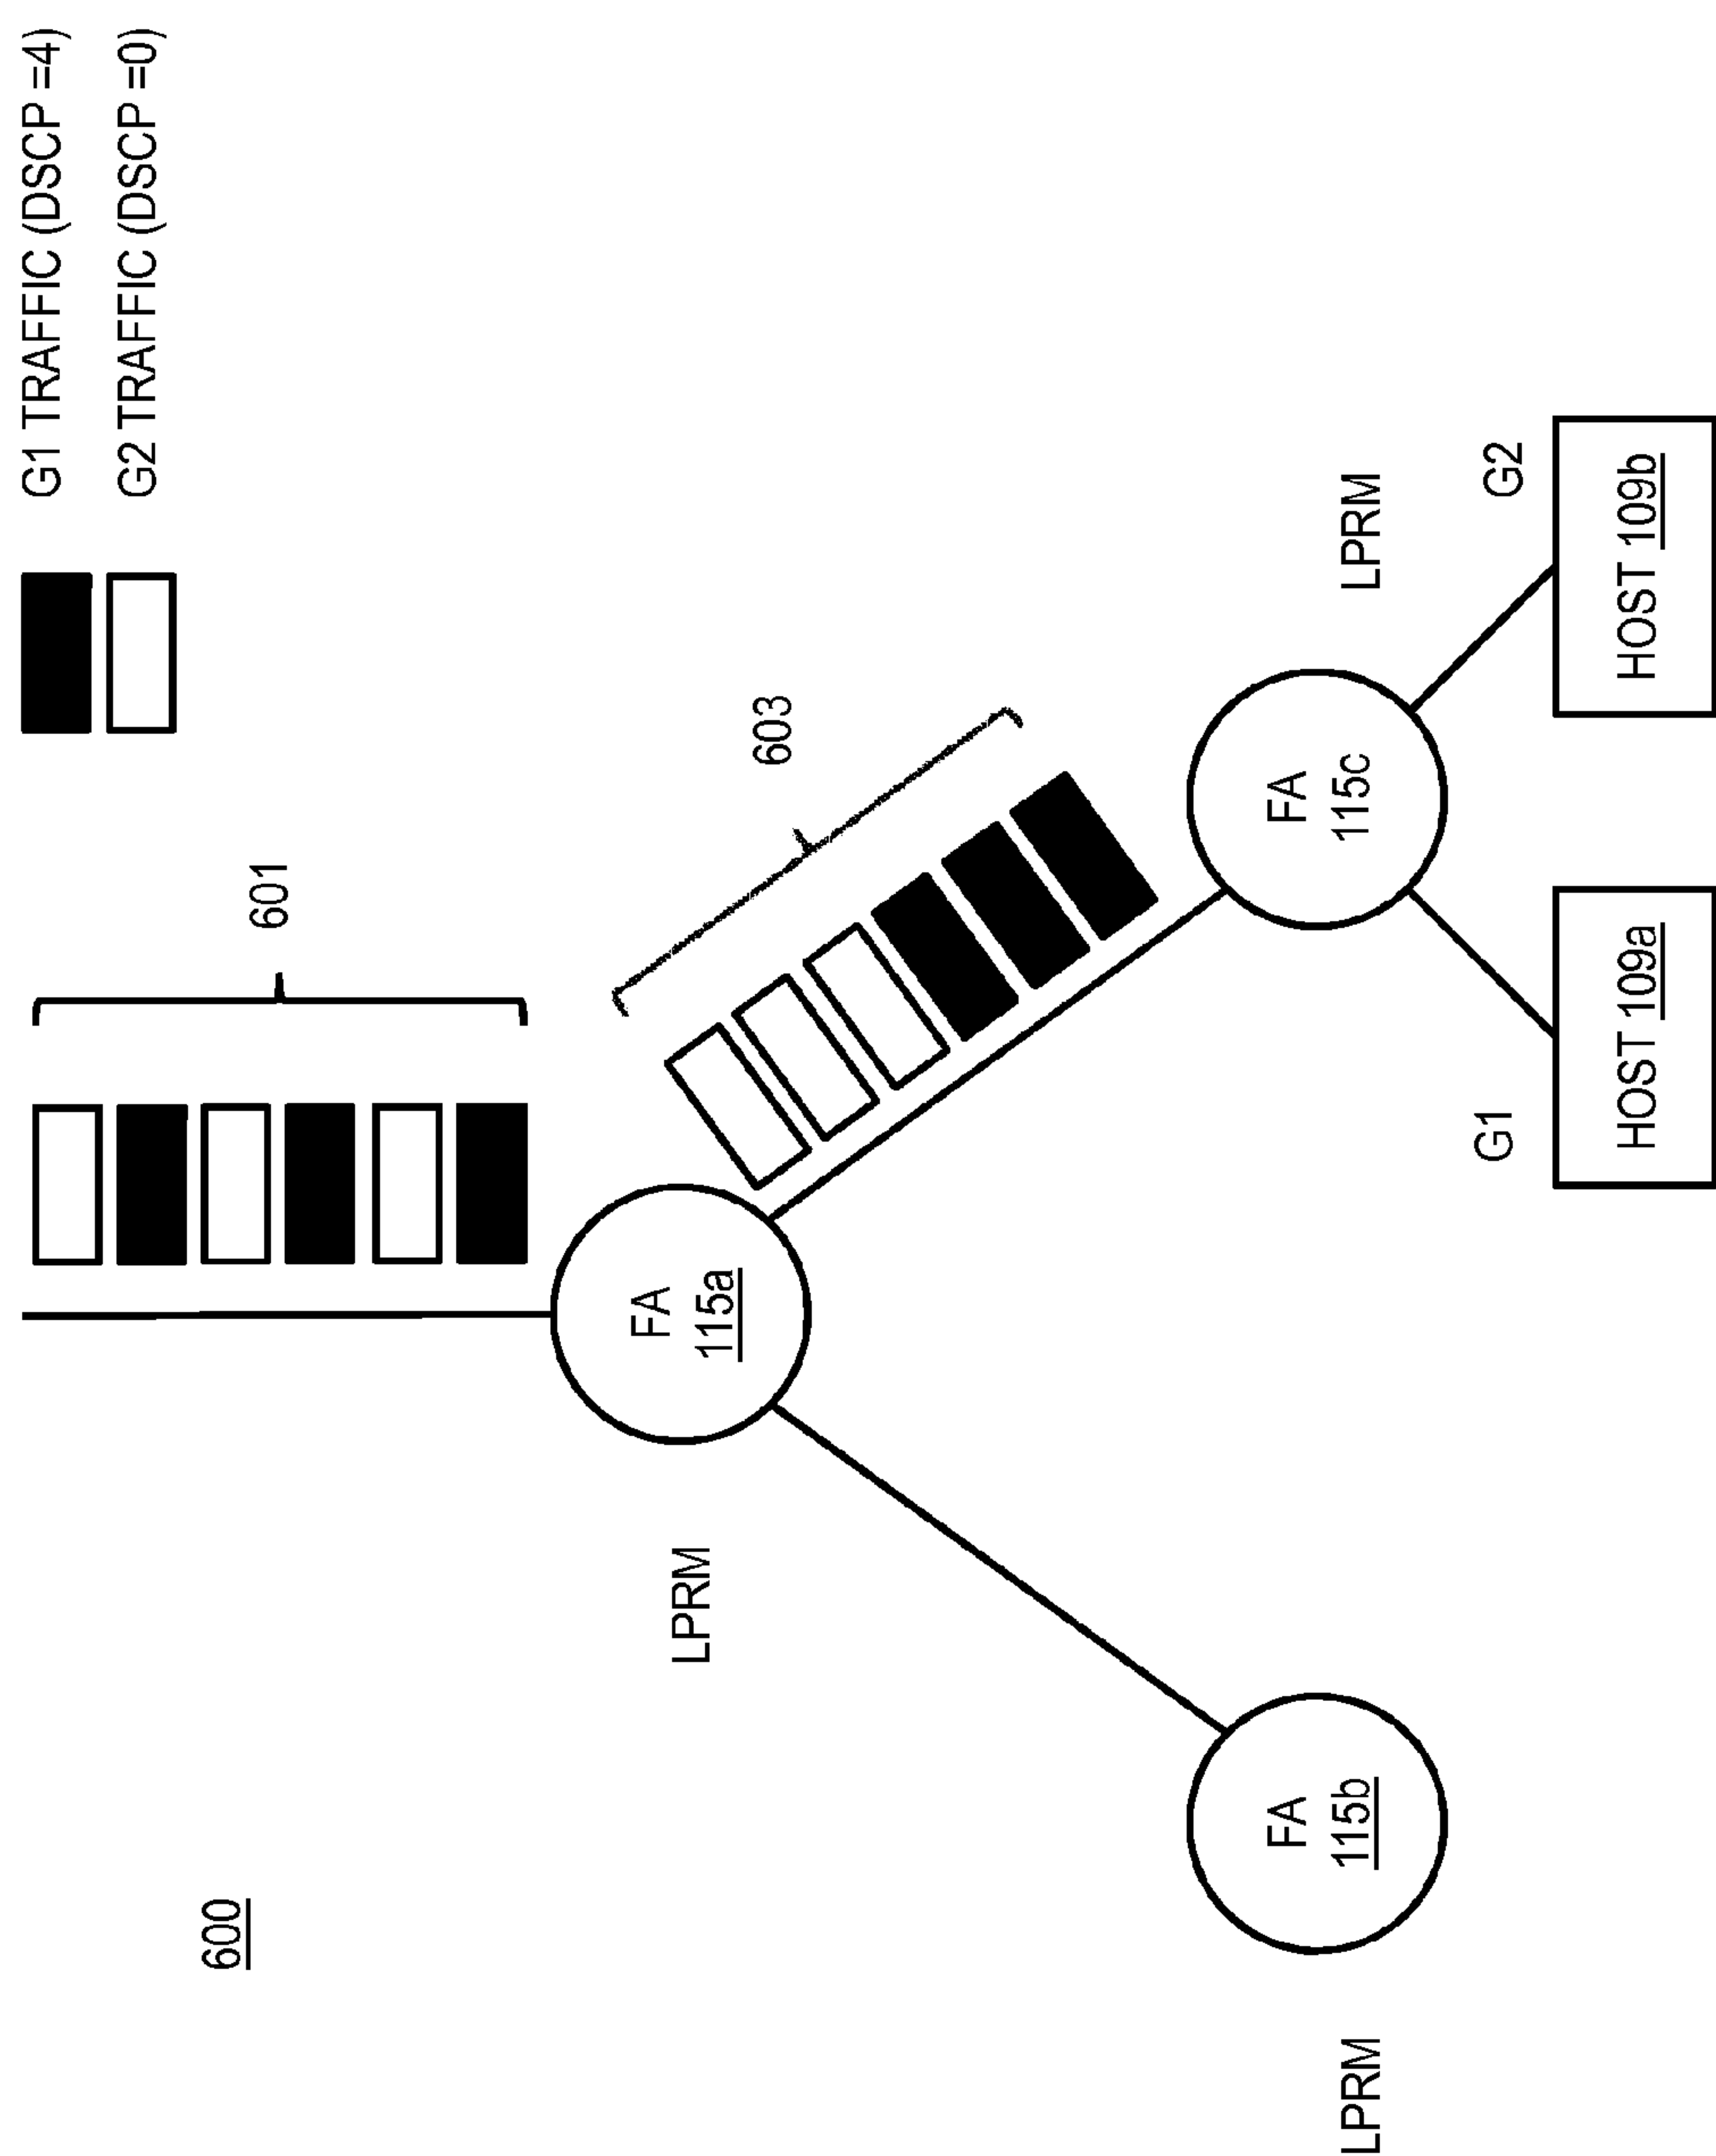 600
G1 TRAFFIC (DSCP =4)
G2 TRAFFIC (DSCP =0)
601
603
LPRM
FA
115a
LPRM
FA
115b
FA
115c
LPRM
G1
G2
HOST 109a
HOST 109b